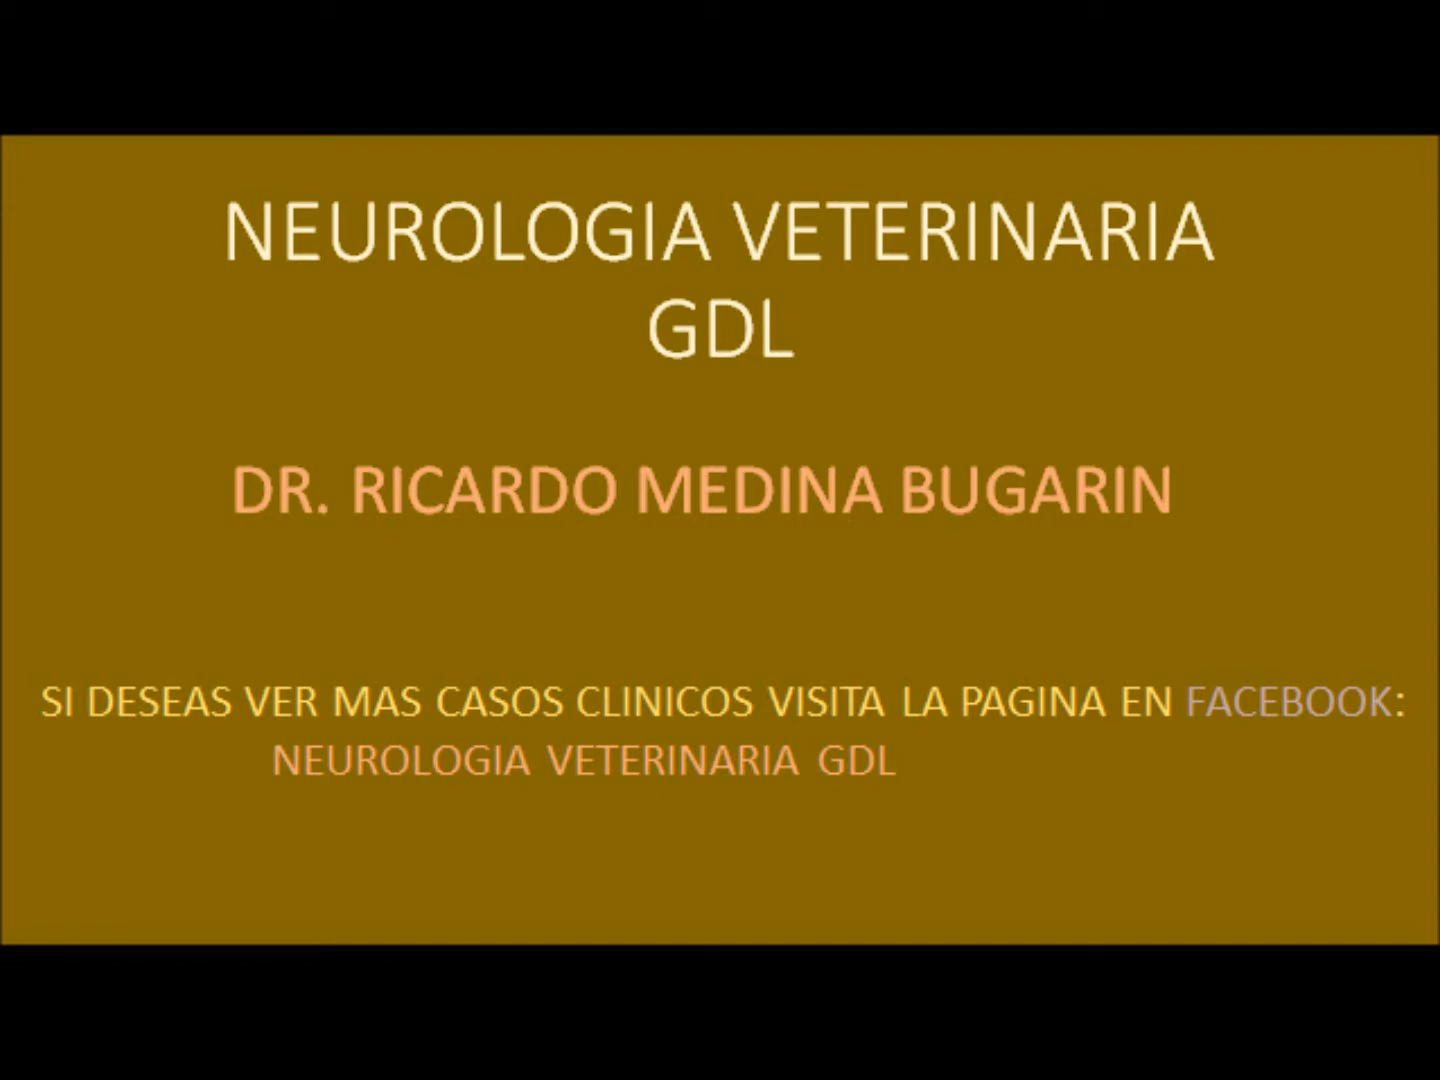 NEUROLOGIA VETERINARIA
GDL
DR. RICARDO MEDINA BUGARIN
SI DESEAS VER MAS CASOS CLINICOS VISITA LA PAGINA EN FACEBOOK:
NEUROLOGIA VETERINARIA GDL